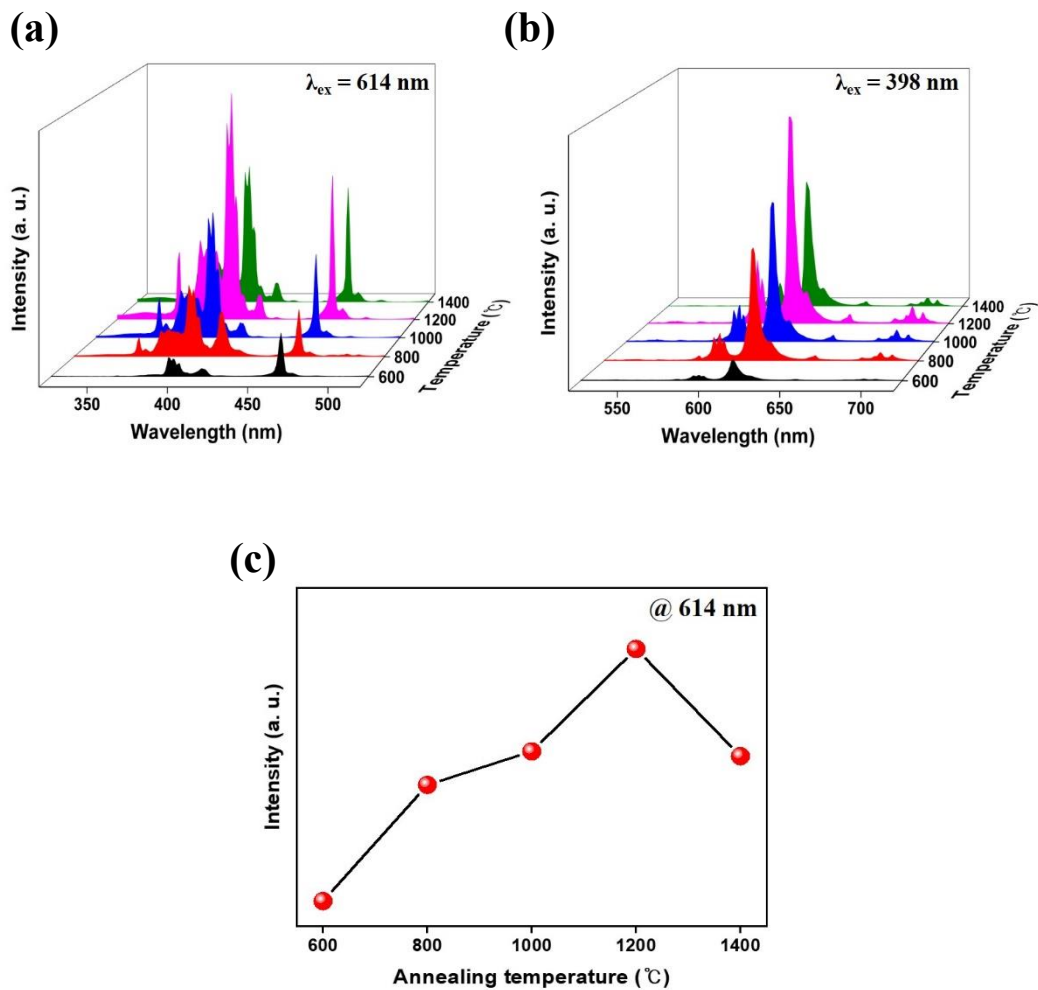 (a)
λex = 614 nm
Intensity (a. u.)
1400
1200
1000
800
600
Temperature (℃)
350 400 450 500
Wavelength (nm)
(b)
λex = 398 nm
Intensity (a. u.)
1400
1200
1000
800
600
Temperature (℃)
550 600 650 700
Wavelength (nm)
(c)
@ 614 nm
Intensity (a. u.)
600 800 1000 1200 1400
Annealing temperature (℃)